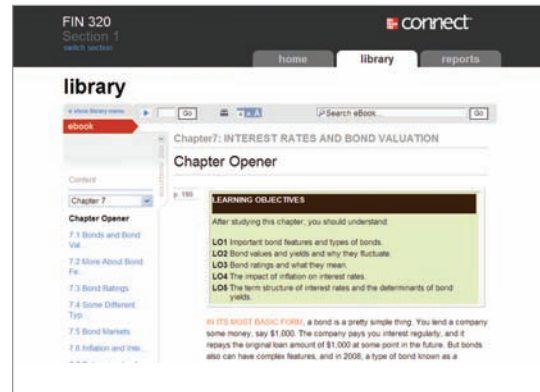 FIN 320
Section 1
switch section
connect
home library reports
library
show library menu Go Search eBook... Go
ebook
Chapter7: INTEREST RATES AND BOND VALUATION
Chapter Opener
Content
Chapter 7
Chapter Opener
7.1 Bonds and Bond
Val...
7.2 More About Bond
Fe...
7.3 Bond Ratings
7.4 Some Different
Typ...
7.5 Bond Markets
7.6 Inflation and Inte...
p. 190
LEARNING OBJECTIVES
After studying this chapter, you should understand:
LO1 Important bond features and types of bonds.
LO2 Bond values and yields and why they fluctuate.
LO3 Bond ratings and what they mean.
LO4 The impact of inflation on interest rates.
LO5 The term structure of interest rates and the determinants of bond
yields.
IN ITS MOST BASIC FORM, a bond is a pretty simple thing. You lend a company
some money, say $1,000. The company pays you interest regularly, and it
repays the original loan amount of $1,000 at some point in the future. But bonds
also can have complex features, and in 2008, a type of bond known as a